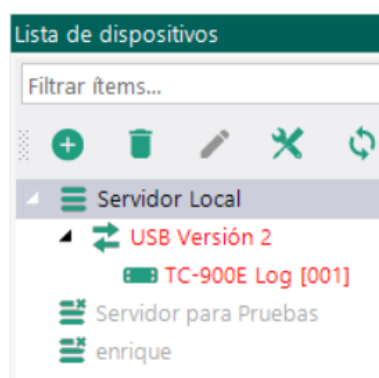 Lista de dispositivos
Filtrar ítems...
Servidor Local
USB Versión 2
TC-900E Log [001]
Servidor para Pruebas
enrique